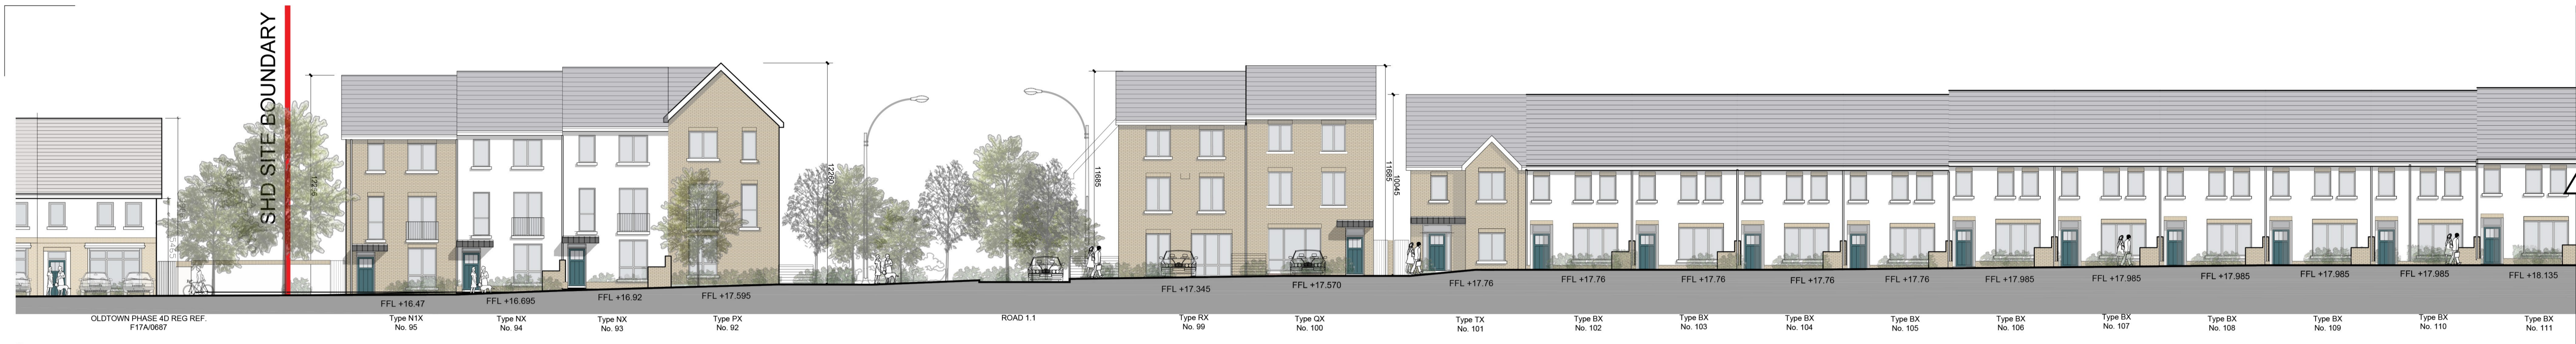 SHD SITE BOUNDARY
12260
11685
11685
10045
FFL +16.47
FFL +16.695
FFL +16.92
FFL +17.595
FFL +17.345
FFL +17.570
FFL +17.76
FFL +17.76
FFL +17.76
FFL +17.76
FFL +17.76
FFL +17.985
FFL +17.985
FFL +17.985
FFL +17.985
FFL +17.985
FFL +18.135
OLDTOWN PHASE 4D REG REF.
F17A/0687
Type N1X
No. 95
Type NX
No. 94
Type NX
No. 93
Type PX
No. 92
ROAD 1.1
Type RX
No. 99
Type QX
No. 100
Type TX
No. 101
Type BX
No. 102
Type BX
No. 103
Type BX
No. 104
Type BX
No. 105
Type BX
No. 106
Type BX
No. 107
Type BX
No. 108
Type BX
No. 109
Type BX
No. 110
Type BX
No. 111